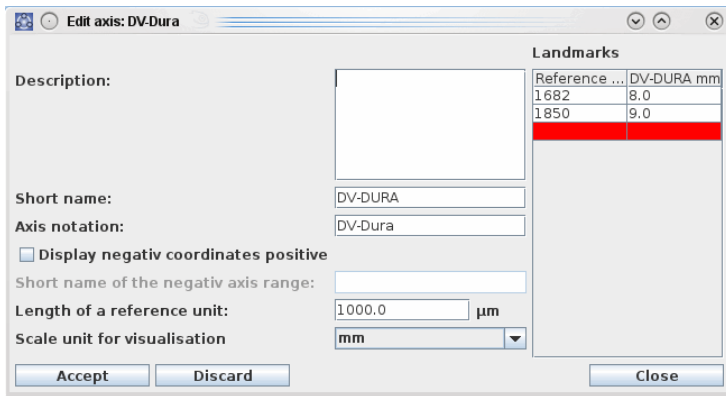 Edit axis: DV-Dura
Landmarks
Description:
Reference ... DV-DURA mm
1682 8.0
1850 9.0
Short name: DV-DURA
Axis notation: DV-Dura
Display negativ coordinates positive
Short name of the negativ axis range:
Length of a reference unit: 1000.0 µm
Scale unit for visualisation mm
Accept Discard Close